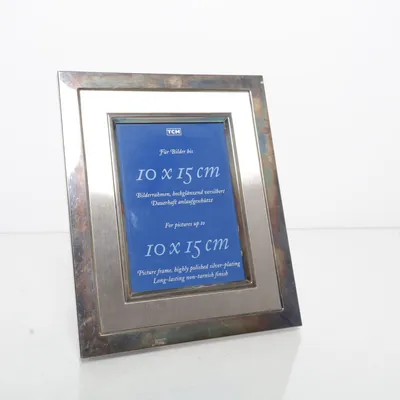 TCM
Für Bilder bis
10 x 15 cm
Bilderrahmen, hochglänzend versilbert
Dauerhaft anlaufgeschützt
For pictures up to
10 x 15 cm
Picture frame, highly polished silver-plating
Long-lasting non-tarnish finish